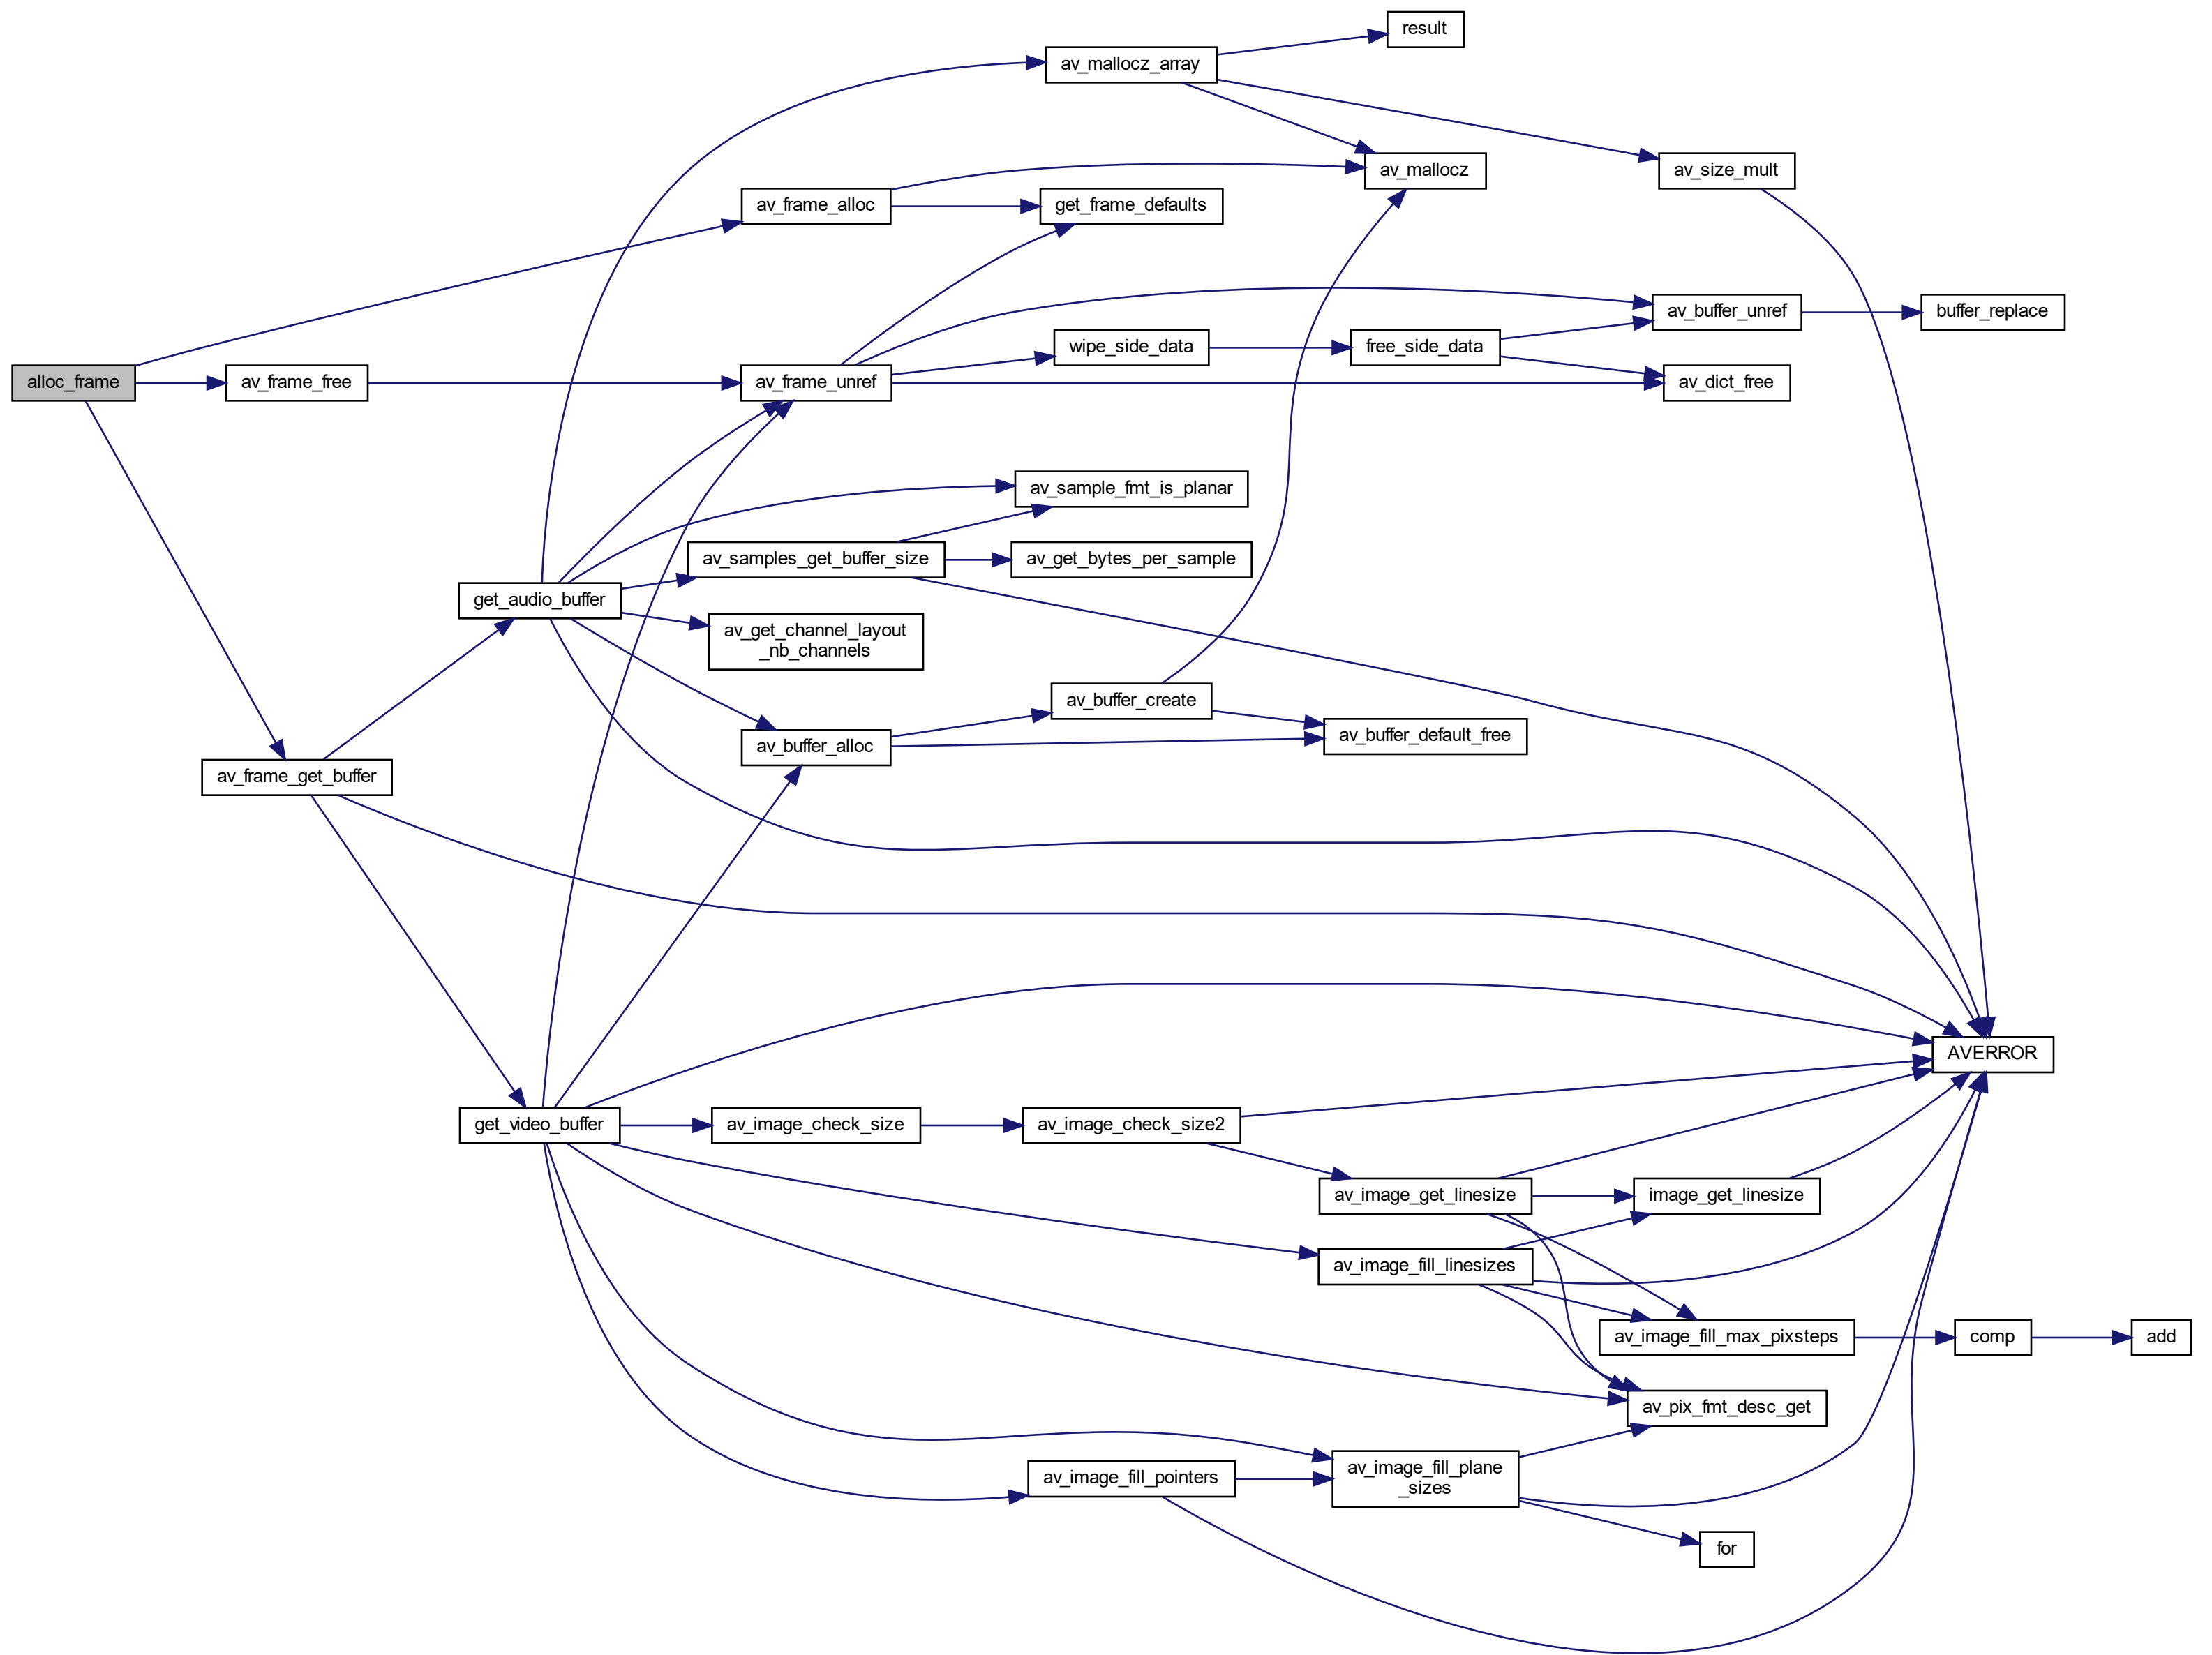 result
av_mallocz_array
av_mallocz
av_size_mult
av_frame_alloc
get_frame_defaults
av_buffer_unref
buffer_replace
wipe_side_data
free_side_data
alloc_frame
av_frame_free
av_frame_unref
av_dict_free
av_sample_fmt_is_planar
av_samples_get_buffer_size
av_get_bytes_per_sample
get_audio_buffer
av_get_channel_layout
_nb_channels
av_buffer_create
av_buffer_default_free
av_buffer_alloc
av_frame_get_buffer
AVERROR
get_video_buffer
av_image_check_size
av_image_check_size2
av_image_get_linesize
image_get_linesize
av_image_fill_linesizes
av_image_fill_max_pixsteps
comp
add
av_pix_fmt_desc_get
av_image_fill_pointers
av_image_fill_plane
_sizes
for